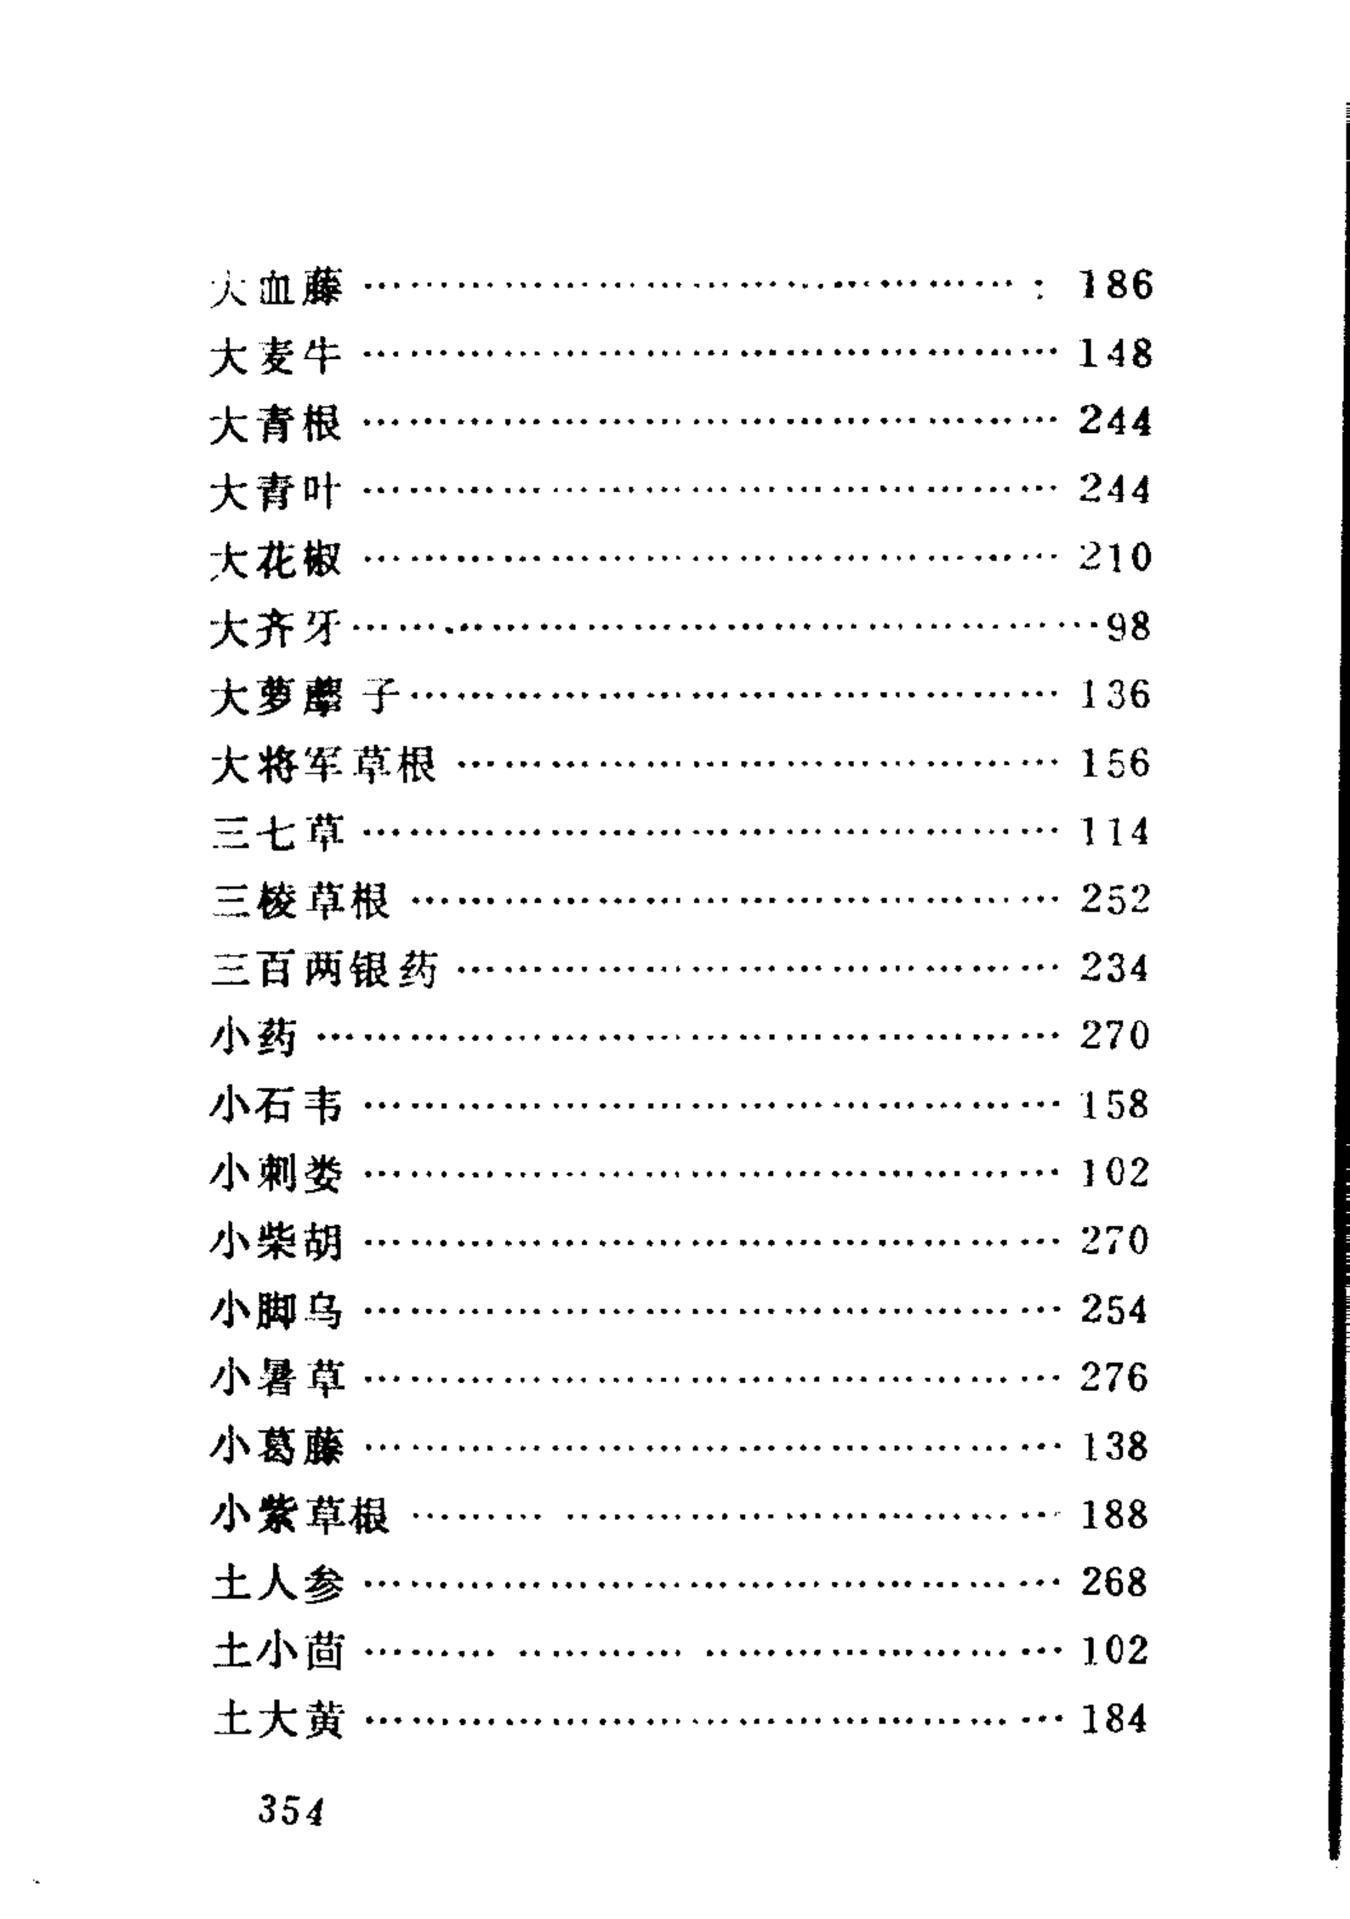 大血藤 …… 186
大麦牛 …… 148
大青根 …… 244
大青叶 …… 244
大花椒 …… 210
大齐牙 …… 98
大萝藦子 …… 136
大将军草根 …… 156
三七草 …… 114
三棱草根 …… 252
三百两银药 …… 234
小药 …… 270
小石韦 …… 158
小刺娄 …… 102
小柴胡 …… 270
小脚乌 …… 254
小暑草 …… 276
小葛藤 …… 138
小紫草根 …… 188
土人参 …… 268
土小茴 …… 102
土大黄 …… 184
354